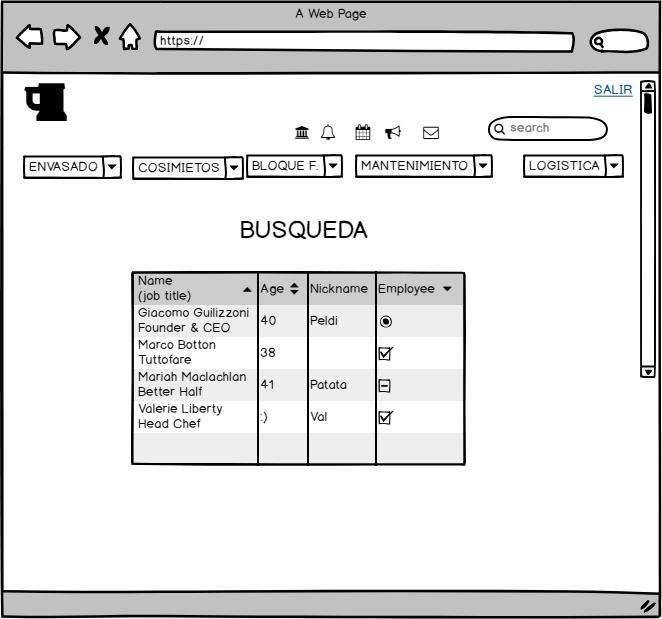 A Web Page
https://
SALIR
search
ENVASADO COSIMIETOS BLOQUE F. MANTENIMIENTO LOGISTICA
BUSQUEDA
Name
(job title) Age Nickname Employee
Giacomo Guilizzoni
Founder & CEO 40 Peldi
Marco Botton
Tuttofare 38
Mariah Maclachlan
Better Half 41 Patata
Valerie Liberty
Head Chef :) Val